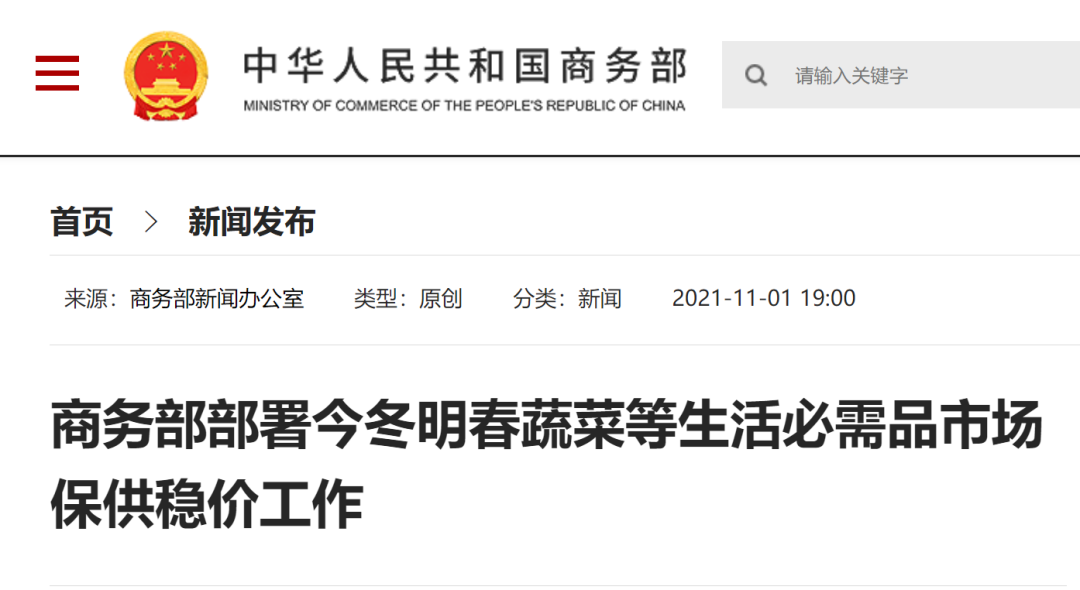 中华人民共和国商务部
MINISTRY OF COMMERCE OF THE PEOPLE'S REPUBLIC OF CHINA
请输入关键字
首页 > 新闻发布
来源：商务部新闻办公室 类型：原创 分类：新闻 2021-11-01 19:00
商务部部署今冬明春蔬菜等生活必需品市场
保供稳价工作